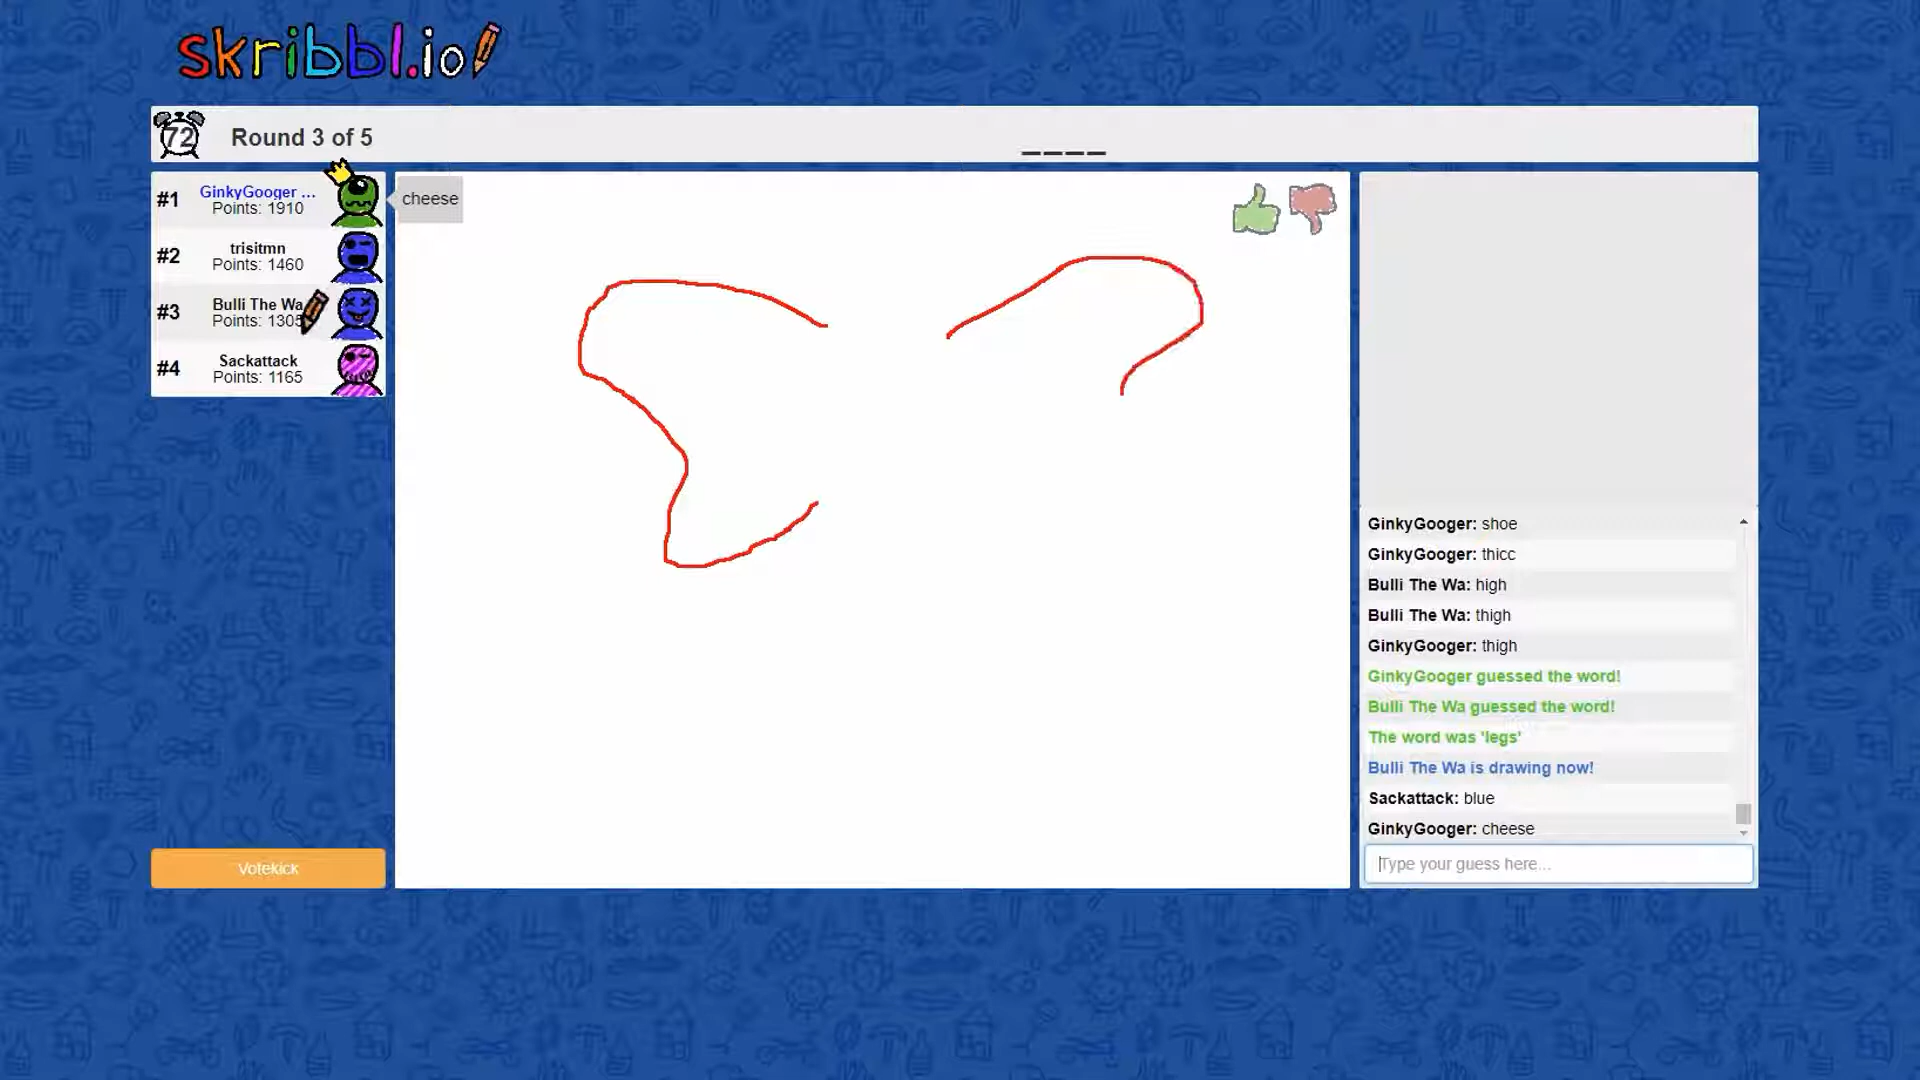 skribbl.io
72
Round 3 of 5
____
#1
GinkyGooger ...
Points: 1910
cheese
#2
trisitmn
Points: 1460
#3
Bulli The Wa
Points: 1305
#4
Sackattack
Points: 1165
Votekick
GinkyGooger: shoe
GinkyGooger: thicc
Bulli The Wa: high
Bulli The Wa: thigh
GinkyGooger: thigh
GinkyGooger guessed the word!
Bulli The Wa guessed the word!
The word was 'legs'
Bulli The Wa is drawing now!
Sackattack: blue
GinkyGooger: cheese
Type your guess here...